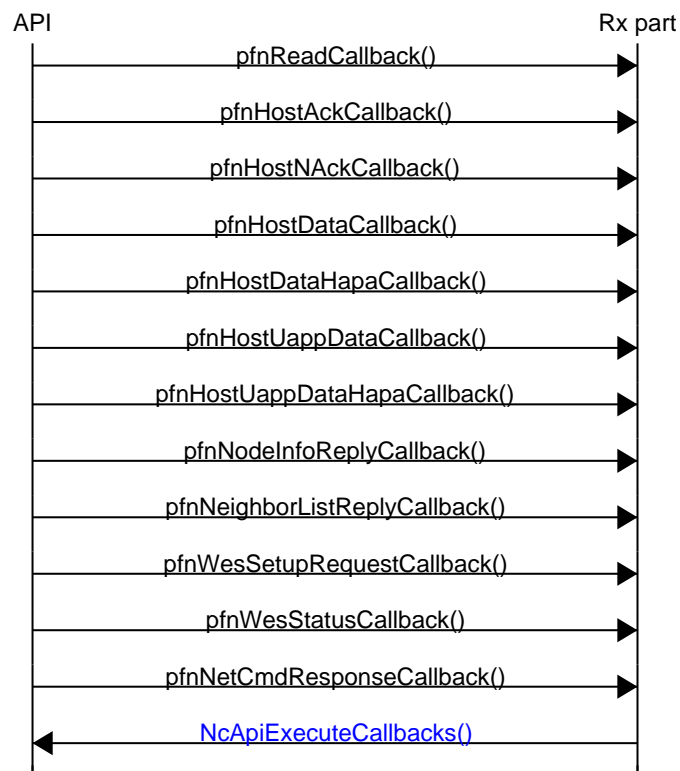 API
Rx part
pfnReadCallback()
pfnHostAckCallback()
pfnHostNAckCallback()
pfnHostDataCallback()
pfnHostDataHapaCallback()
pfnHostUappDataCallback()
pfnHostUappDataHapaCallback()
pfnNodeInfoReplyCallback()
pfnNeighborListReplyCallback()
pfnWesSetupRequestCallback()
pfnWesStatusCallback()
pfnNetCmdResponseCallback()
NcApiExecuteCallbacks()